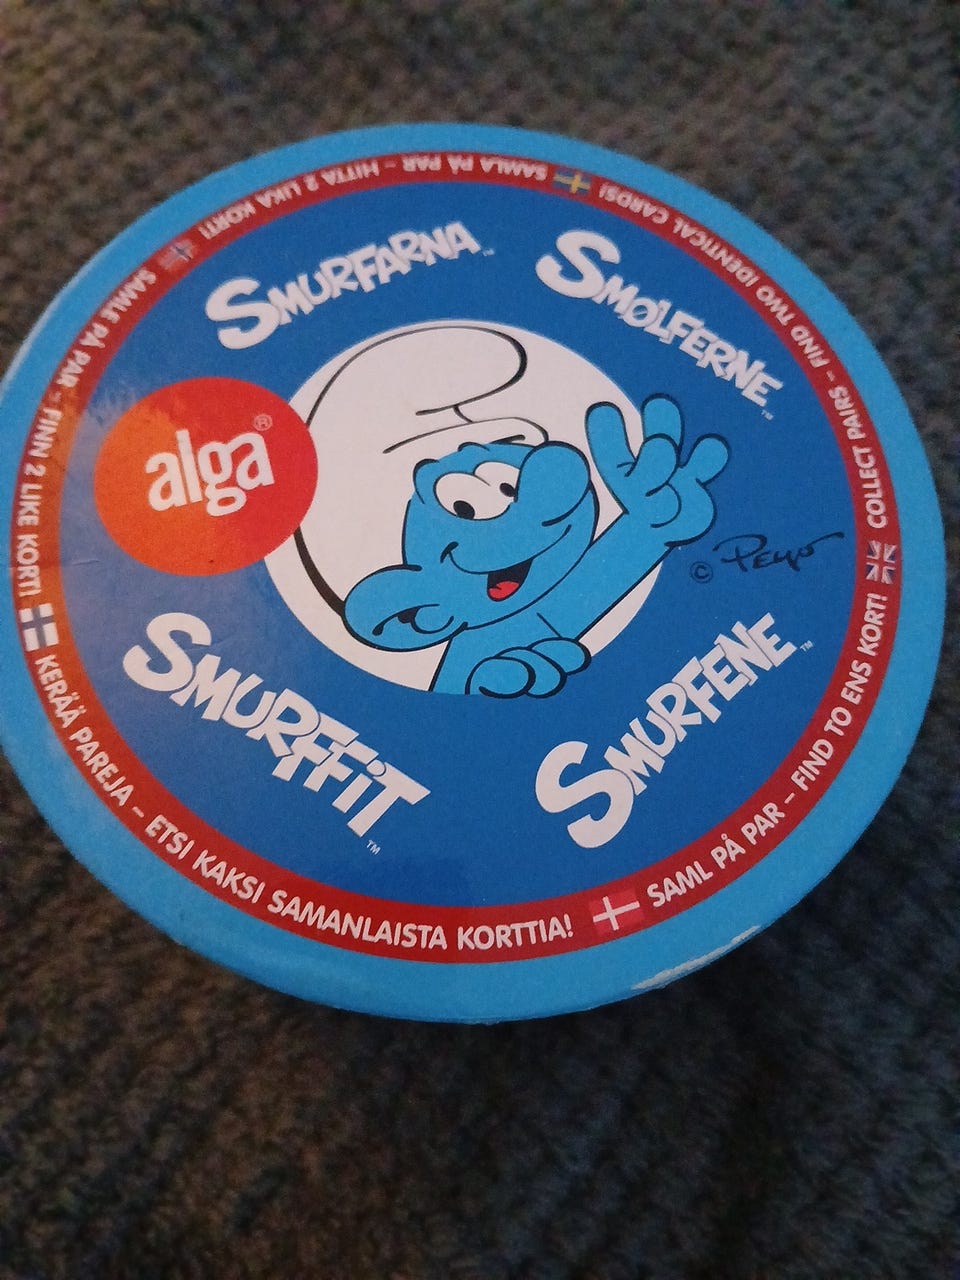 SMURFARNA™
SMØLFERNE™
alga®
© Peyo
SMURFFIT™
SMURFENE™
SAMLA PÅ PAR - HITTA 2 LIKA KORT!
SAMLE PÅ PAR - FINN 2 LIKE KORT!
KERÄÄ PAREJA - ETSI KAKSI SAMANLAISTA KORTTIA!
SAML PÅ PAR - FIND TO ENS KORT!
COLLECT PAIRS - FIND TWO IDENTICAL CARDS!